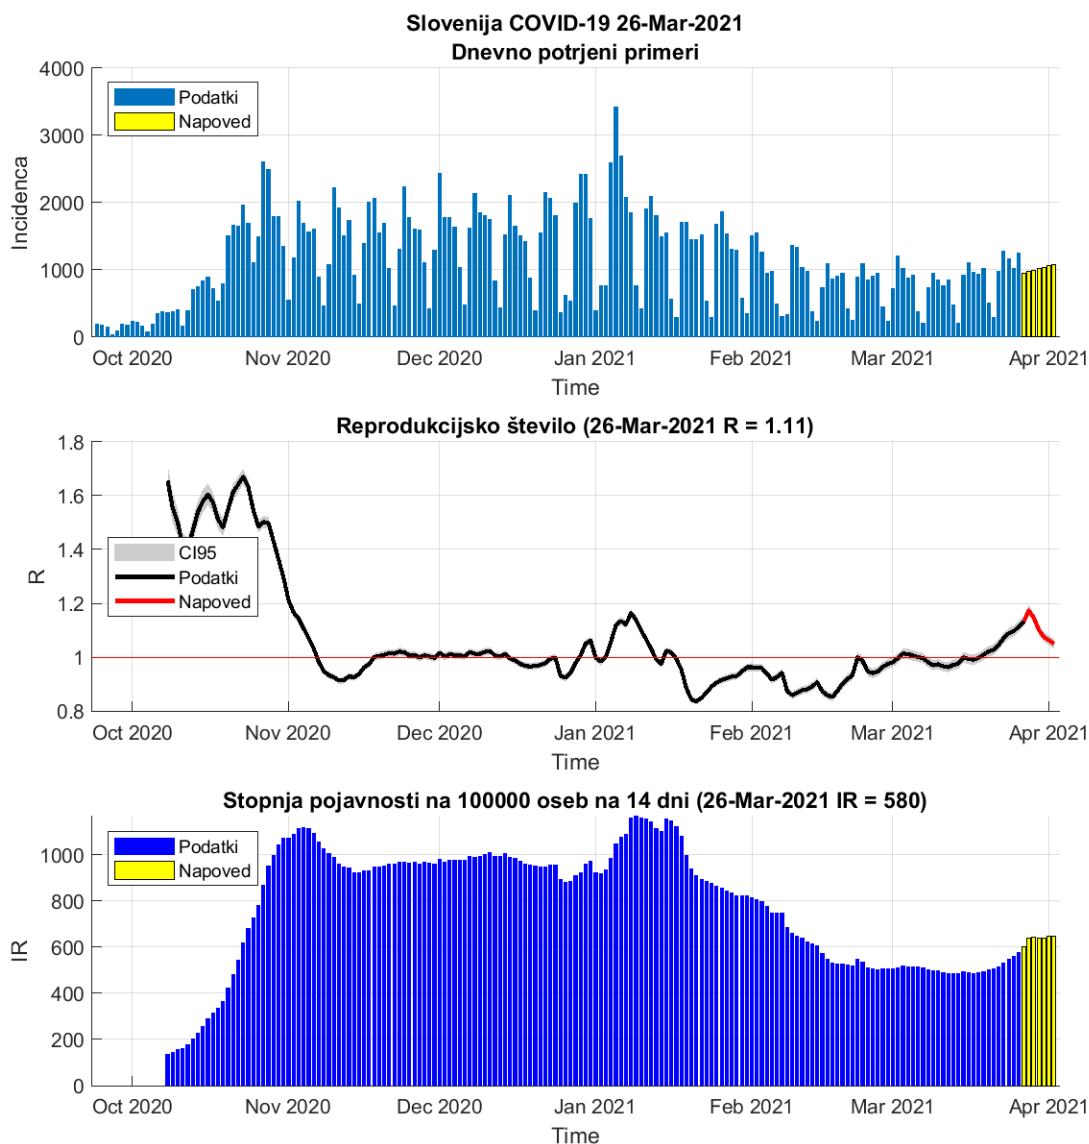 Slovenija COVID-19 26-Mar-2021
Dnevno potrjeni primeri
4000
3000
2000
1000
0
Incidenca
Podatki
Napoved
Oct 2020 Nov 2020 Dec 2020 Jan 2021 Feb 2021 Mar 2021 Apr 2021
Time
Reprodukcijsko število (26-Mar-2021 R = 1.11)
1.8
1.6
1.4
1.2
1
0.8
R
CI95
Podatki
Napoved
Oct 2020 Nov 2020 Dec 2020 Jan 2021 Feb 2021 Mar 2021 Apr 2021
Time
Stopnja pojavnosti na 100000 oseb na 14 dni (26-Mar-2021 IR = 580)
1000
800
600
400
200
0
IR
Podatki
Napoved
Oct 2020 Nov 2020 Dec 2020 Jan 2021 Feb 2021 Mar 2021 Apr 2021
Time